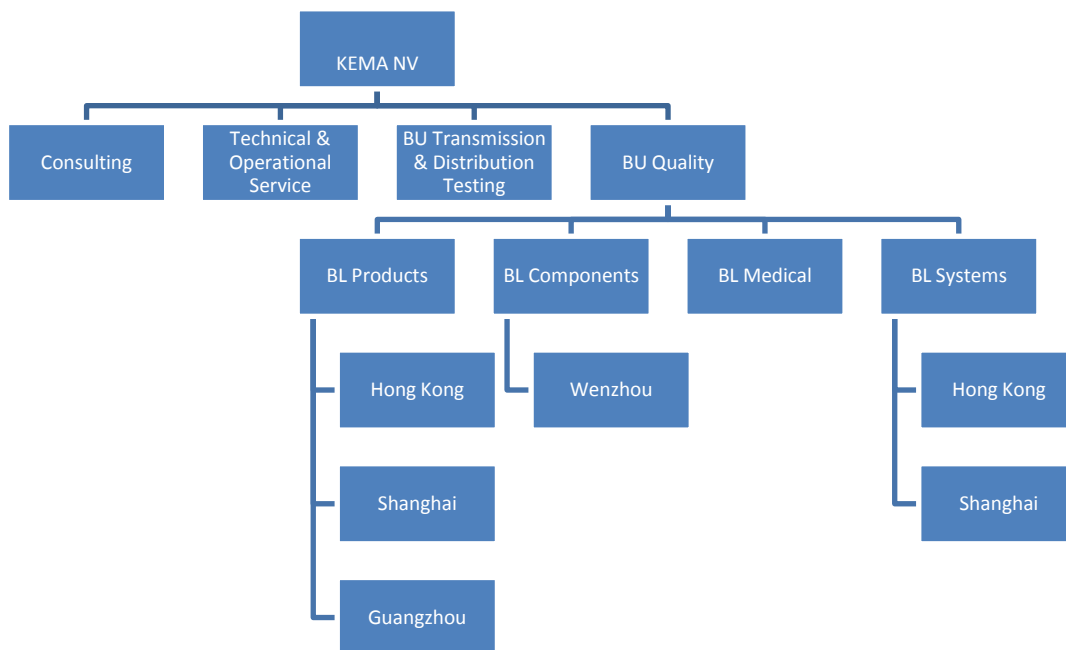 KEMA NV
Consulting
Technical &
Operational
Service
BU Transmission
& Distribution
Testing
BU Quality
BL Products
BL Components
BL Medical
BL Systems
Hong Kong
Wenzhou
Hong Kong
Shanghai
Shanghai
Guangzhou